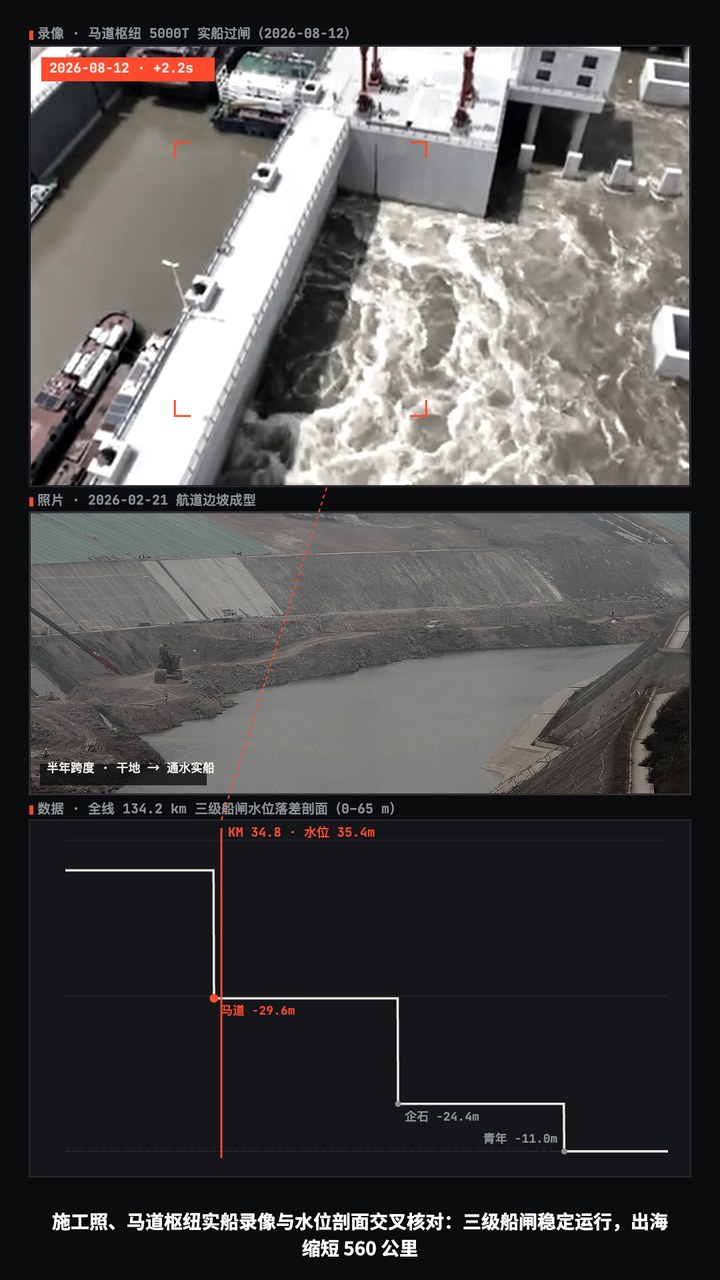 录像 · 马道枢纽 5000T 实船过闸 (2026-08-12)
2026-08-12 · +2.2s
照片 · 2026-02-21 航道边坡成型
半年跨度 · 干地 → 通水实船
数据 · 全线 134.2 km 三级船闸水位落差剖面 (0-65 m)
KM 34.8 · 水位 35.4m
马道 -29.6m
企石 -24.4m
青年 -11.0m
施工照、马道枢纽实船录像与水位剖面交叉核对：三级船闸稳定运行，出海
缩短 560 公里